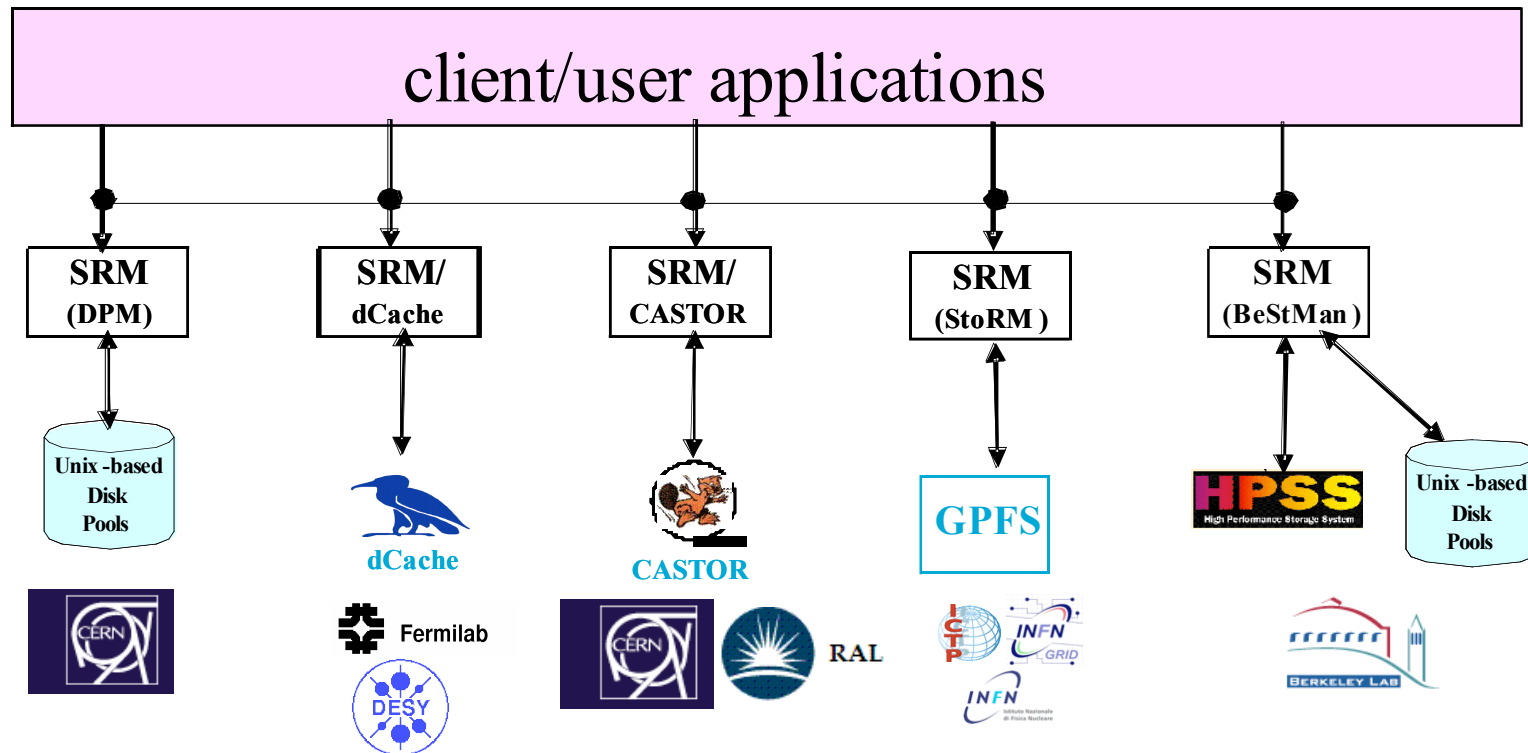 client/user applications
SRM
(DPM)
SRM/
dCache
SRM/
CASTOR
SRM
(StoRM)
SRM
(BeStMan)
Unix-based
Disk
Pools
dCache
CASTOR
GPFS
HPSS
High Performance Storage System
Unix-based
Disk
Pools
CERN
Fermilab
DESY
CERN
RAL
ICTP
INFN
GRID
INFN
Istituto Nazionale
di Fisica Nucleare
BERKELEY LAB